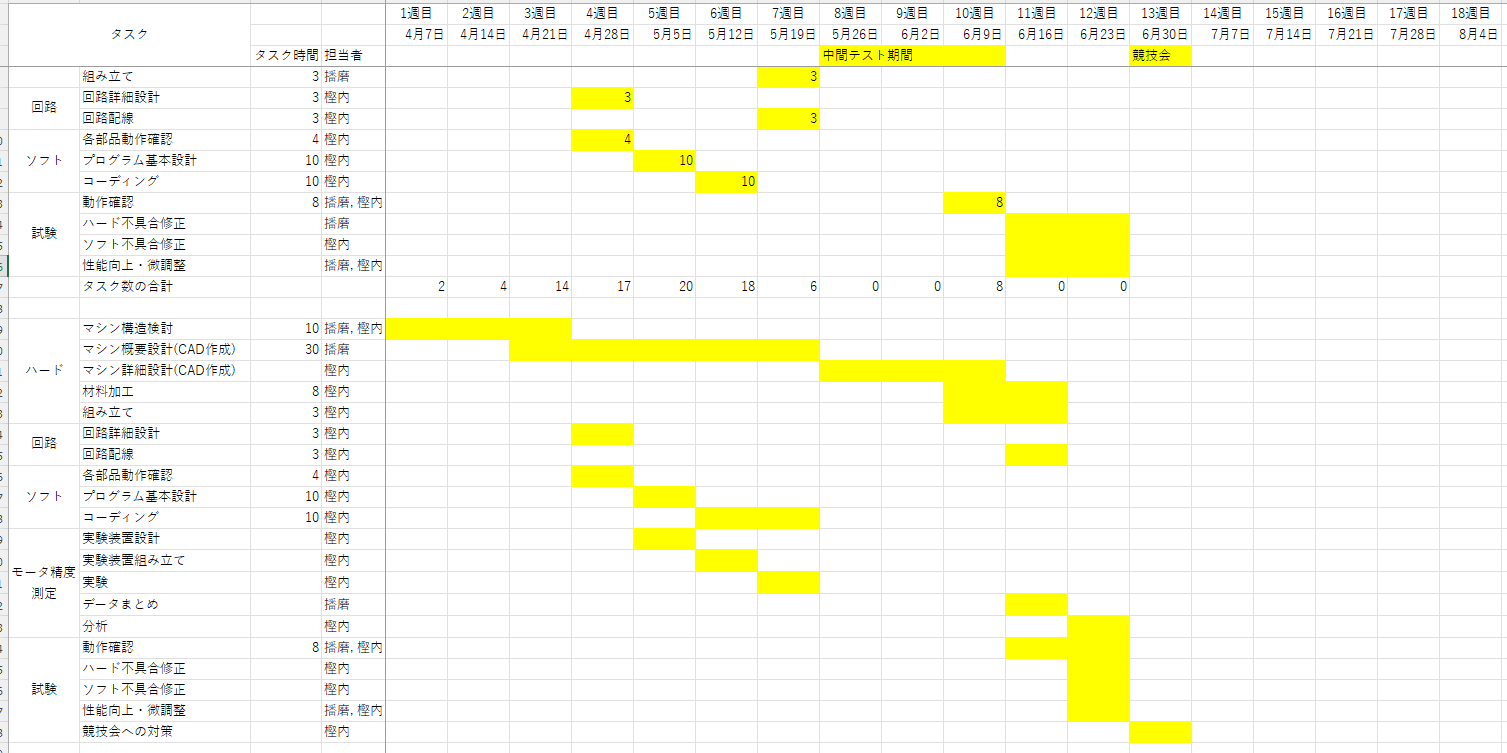 1週目 2週目 3週目 4週目 5週目 6週目 7週目 8週目 9週目 10週目 11週目 12週目 13週目 14週目 15週目 16週目 17週目 18週目
タスク 4月7日 4月14日 4月21日 4月28日 5月5日 5月12日 5月19日 5月26日 6月2日 6月9日 6月16日 6月23日 6月30日 7月7日 7月14日 7月21日 7月28日 8月4日
タスク時間 担当者 中間テスト期間 競技会
組み立て 3 播磨 3
回路 回路詳細設計 3 樫内 3
回路配線 3 樫内 3
各部品動作確認 4 樫内 4
ソフト プログラム基本設計 10 樫内 10
コーディング 10 樫内 10
動作確認 8 播磨, 樫内 8
ハード不具合修正 播磨
試験 ソフト不具合修正 樫内
性能向上・微調整 播磨, 樫内
タスク数の合計 2 4 14 17 20 18 6 0 0 8 0 0
マシン構造検討 10 播磨, 樫内
マシン概要設計(CAD作成) 30 播磨
ハード マシン詳細設計(CAD作成) 樫内
材料加工 8 樫内
組み立て 3 樫内
回路 回路詳細設計 3 樫内
回路配線 3 樫内
各部品動作確認 4 樫内
ソフト プログラム基本設計 10 樫内
コーディング 10 樫内
実験装置設計 樫内
モータ精度 実験装置組み立て 樫内
測定 実験 樫内
データまとめ 播磨
分析 樫内
動作確認 8 播磨, 樫内
ハード不具合修正 樫内
試験 ソフト不具合修正 樫内
性能向上・微調整 播磨, 樫内
競技会への対策 樫内